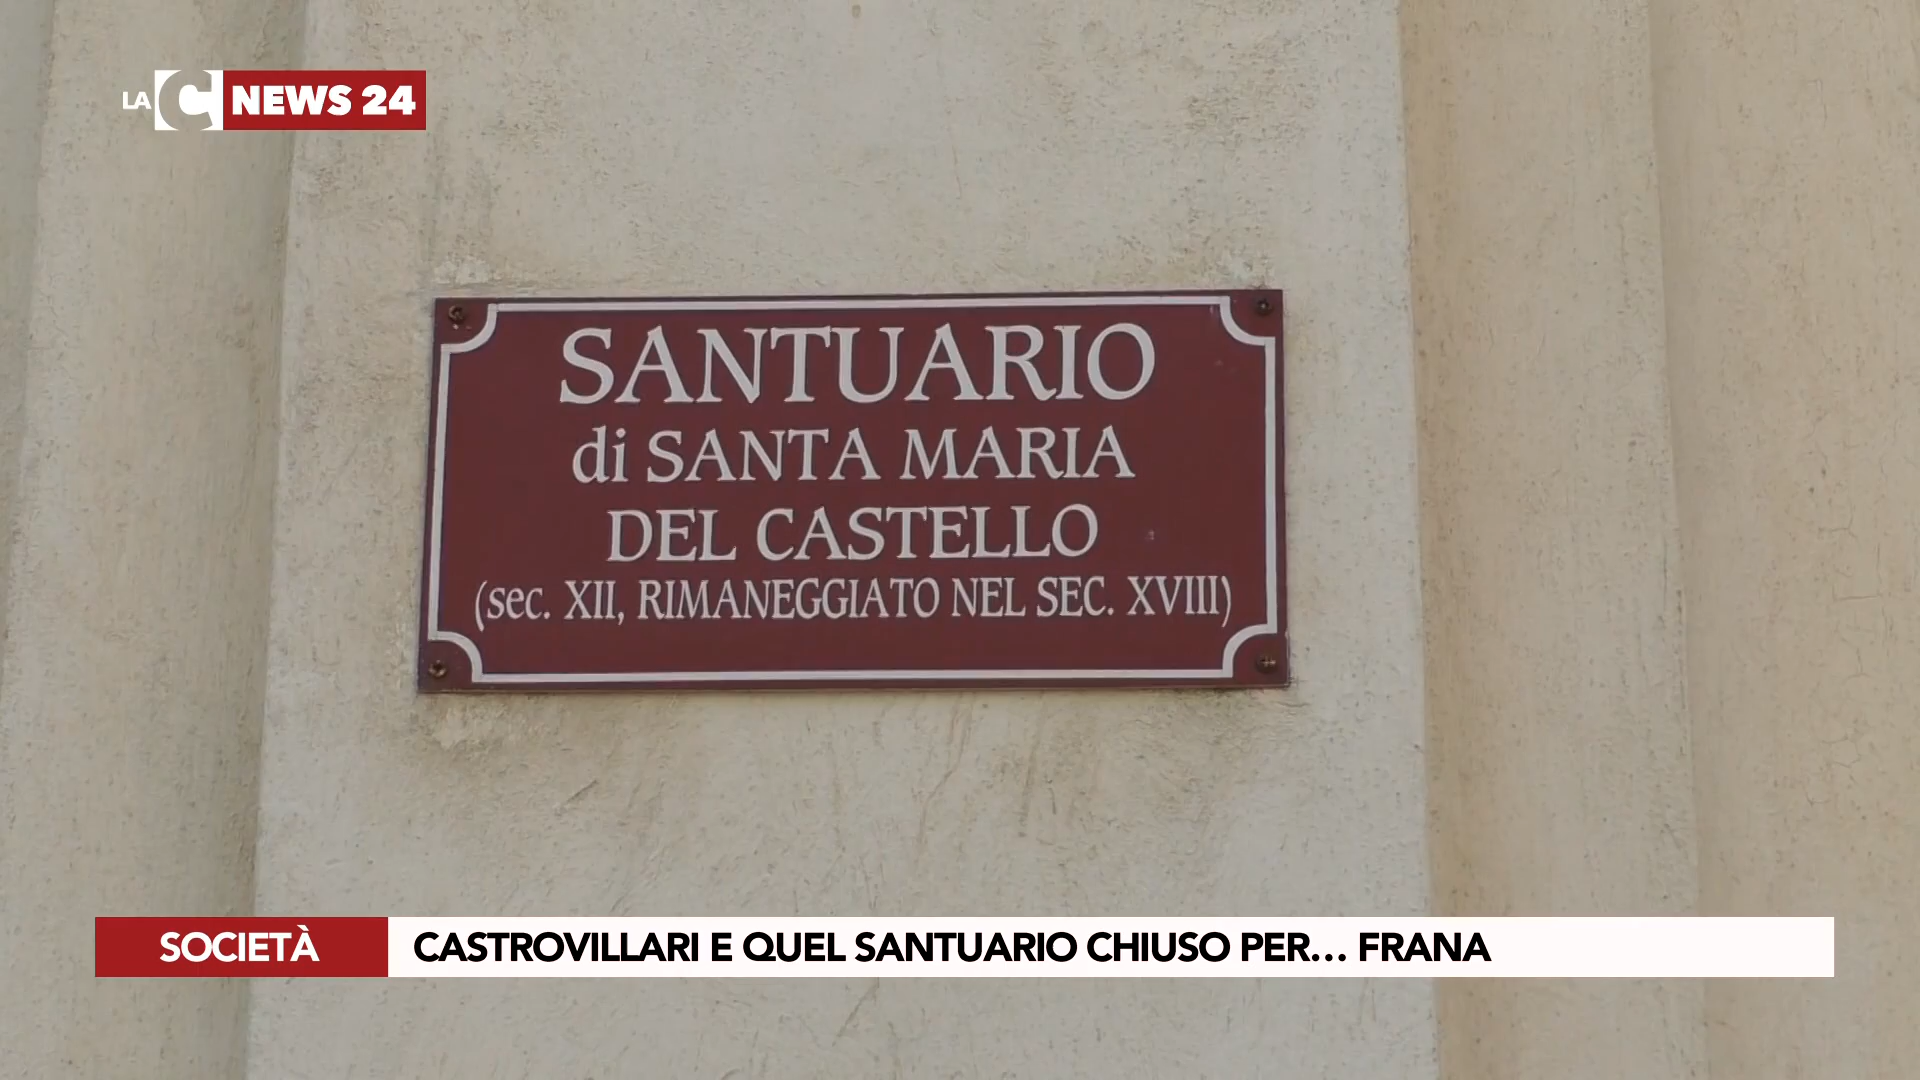 LA C NEWS 24
SANTUARIO
di SANTA MARIA
DEL CASTELLO
(sec. XII, RIMANEGGIATO NEL SEC. XVIII)
SOCIETÀ CASTROVILLARI E QUEL SANTUARIO CHIUSO PER... FRANA